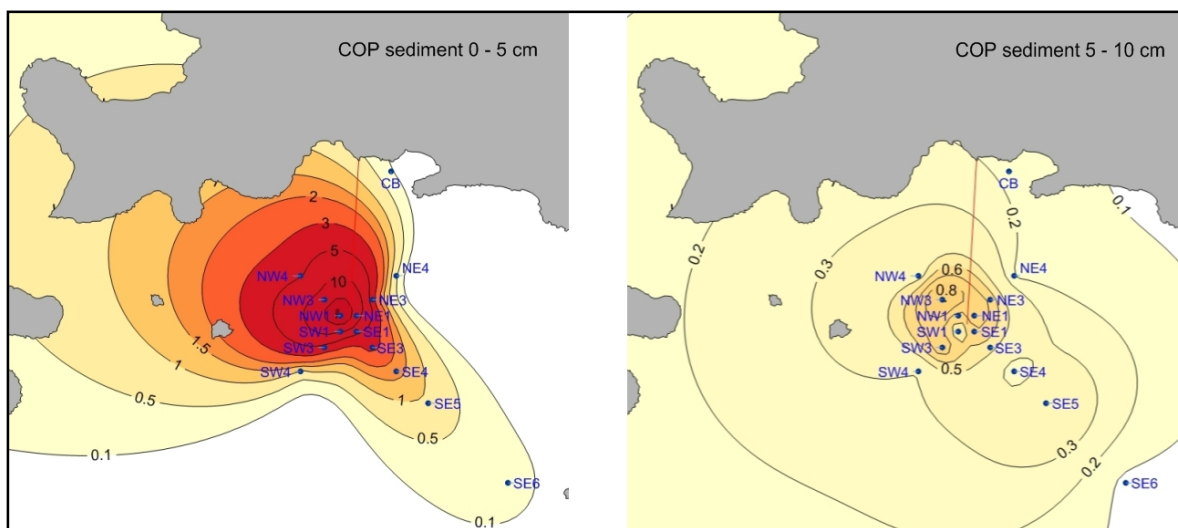 COP sediment 0 - 5 cm
CB
2
3
5
NW4
NE4
10
NW3
NE3
NW1
NE1
SW1
SE1
1.5
SW3
SE3
1
SW4
SE4
0.5
1
SE5
0.5
0.1
SE6
0.1
COP sediment 5 - 10 cm
CB
0.1
0.2
0.2
0.3
0.6
NW4
NE4
0.8
NW3
NE3
NW1
NE1
SW1
SE1
SW3
SE3
0.5
SW4
SE4
SE5
0.3
0.2
SE6